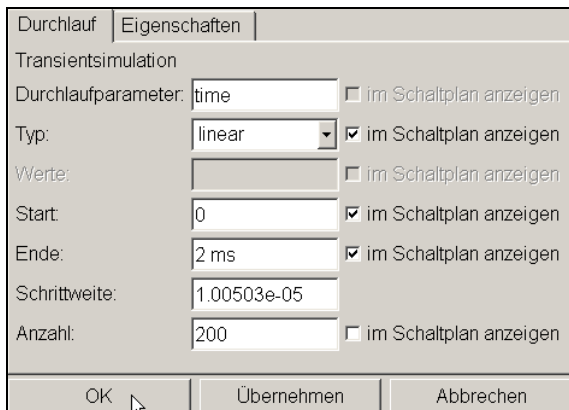 Durchlauf Eigenschaften
Transientsimulation
Durchlaufparameter: time im Schaltplan anzeigen
Typ: linear im Schaltplan anzeigen
Werte: im Schaltplan anzeigen
Start: 0 im Schaltplan anzeigen
Ende: 2 ms im Schaltplan anzeigen
Schrittweite: 1.00503e-05
Anzahl: 200 im Schaltplan anzeigen
OK Übernehmen Abbrechen